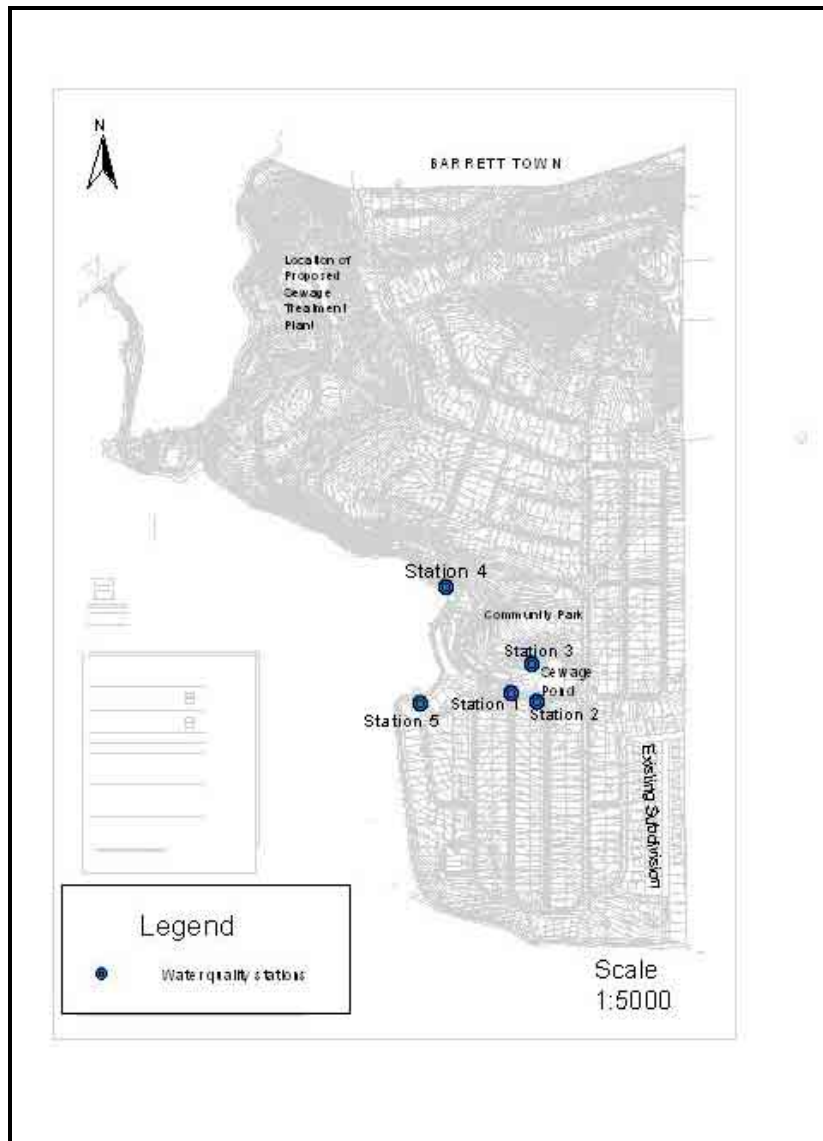 N
BARRETT TOWN
Location of
Proposed
Sewage
Treatment
Plant
Station 4
Community Park
Station 3
Sewage
Pond
Station 1
Station 2
Station 5
Existing Subdivision
Legend
Water quality stations
Scale
1:5000